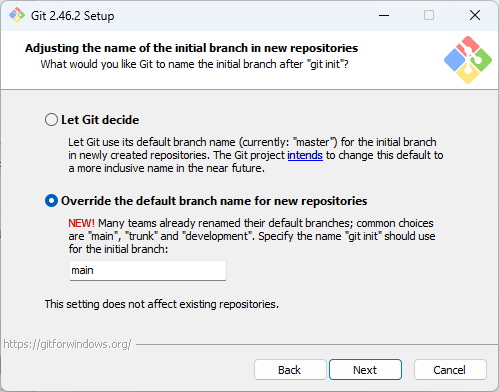 Git 2.46.2 Setup
Adjusting the name of the initial branch in new repositories
What would you like Git to name the initial branch after "git init"?
Let Git decide
Let Git use its default branch name (currently: "master") for the initial branch
in newly created repositories. The Git project intends to change this default to
a more inclusive name in the near future.
Override the default branch name for new repositories
NEW! Many teams already renamed their default branches; common choices
are "main", "trunk" and "development". Specify the name "git init" should use
for the initial branch:
main
This setting does not affect existing repositories.
https://gitforwindows.org/
Back Next Cancel